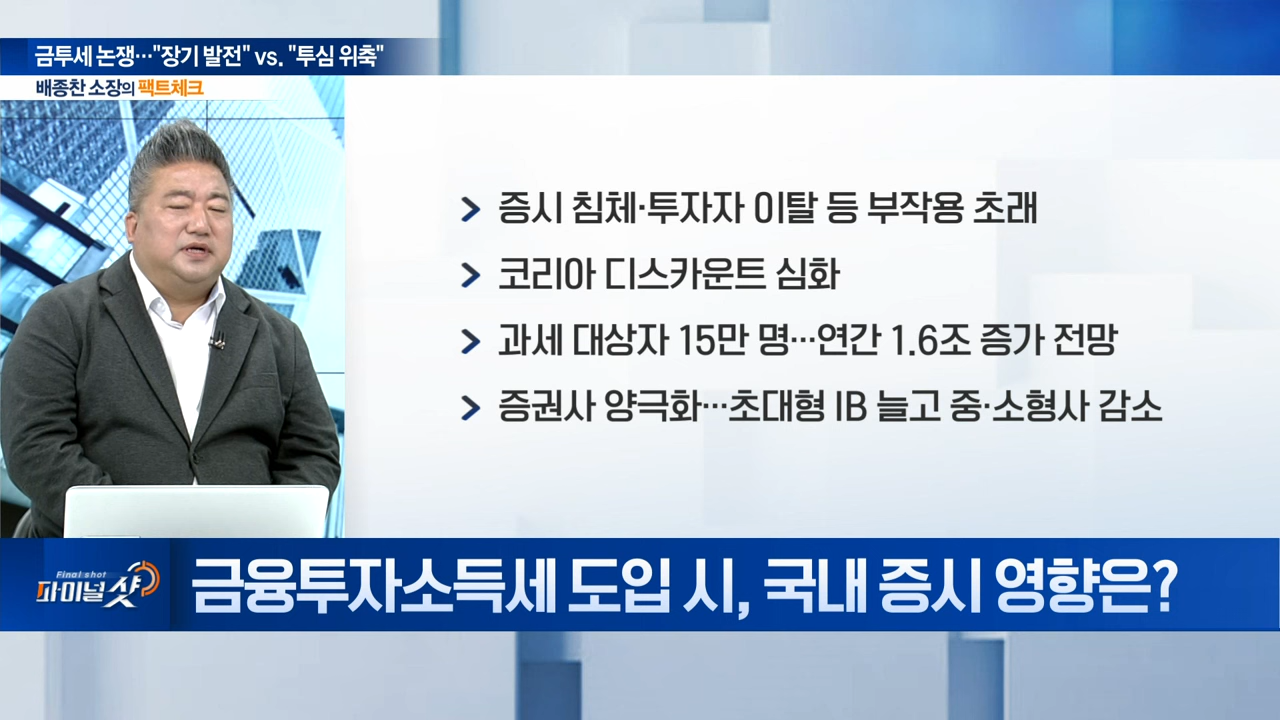 금투세 논쟁…"장기 발전" vs. "투심 위축"
배종찬 소장의 팩트체크
증시 침체·투자자 이탈 등 부작용 초래
코리아 디스카운트 심화
과세 대상자 15만 명…연간 1.6조 증가 전망
증권사 양극화…초대형 IB 늘고 중·소형사 감소
Final shot
파이널샷
금융투자소득세 도입 시, 국내 증시 영향은?